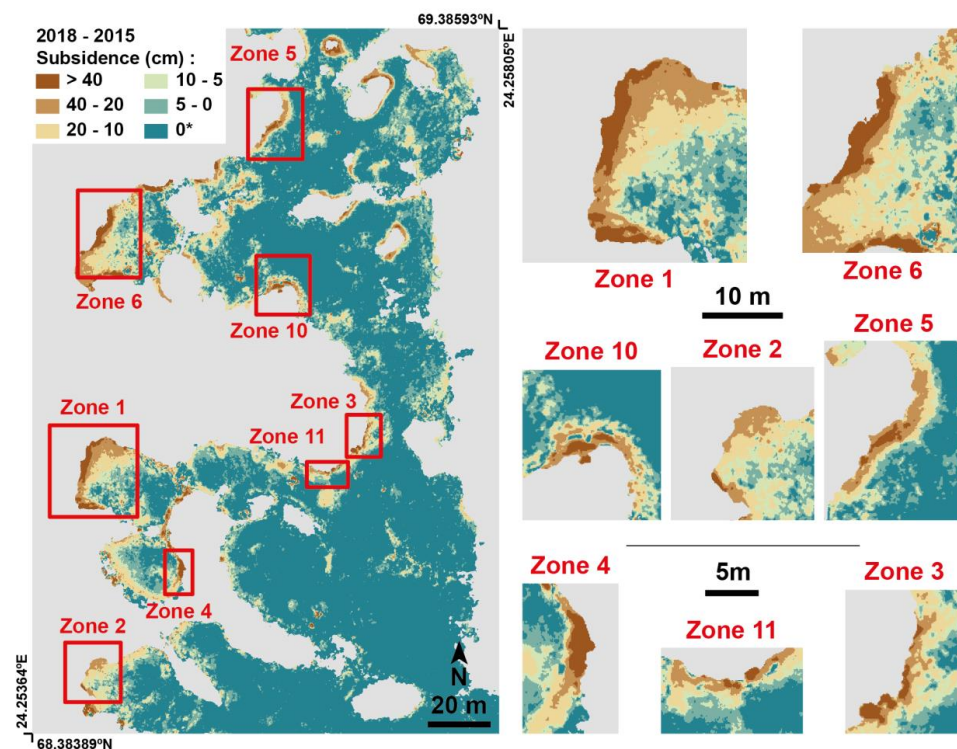 69.38593ºN
24.25805ºE
2018 - 2015
Subsidence (cm) :
> 40
10 - 5
40 - 20
5 - 0
20 - 10
0*
Zone 5
Zone 6
Zone 10
Zone 3
Zone 1
Zone 11
Zone 4
Zone 2
N
20 m
24.25364ºE
68.38389ºN
Zone 1
Zone 6
10 m
Zone 10
Zone 2
Zone 5
Zone 4
5m
Zone 3
Zone 11